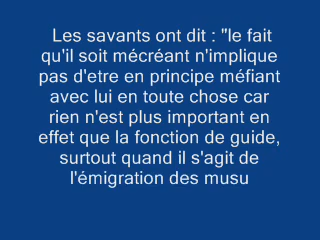 Les savants ont dit : "le fait
qu'il soit mécréant n'implique
pas d'etre en principe méfiant
avec lui en toute chose car
rien n'est plus important en
effet que la fonction de guide,
surtout quand il s'agit de
l'émigration des musu